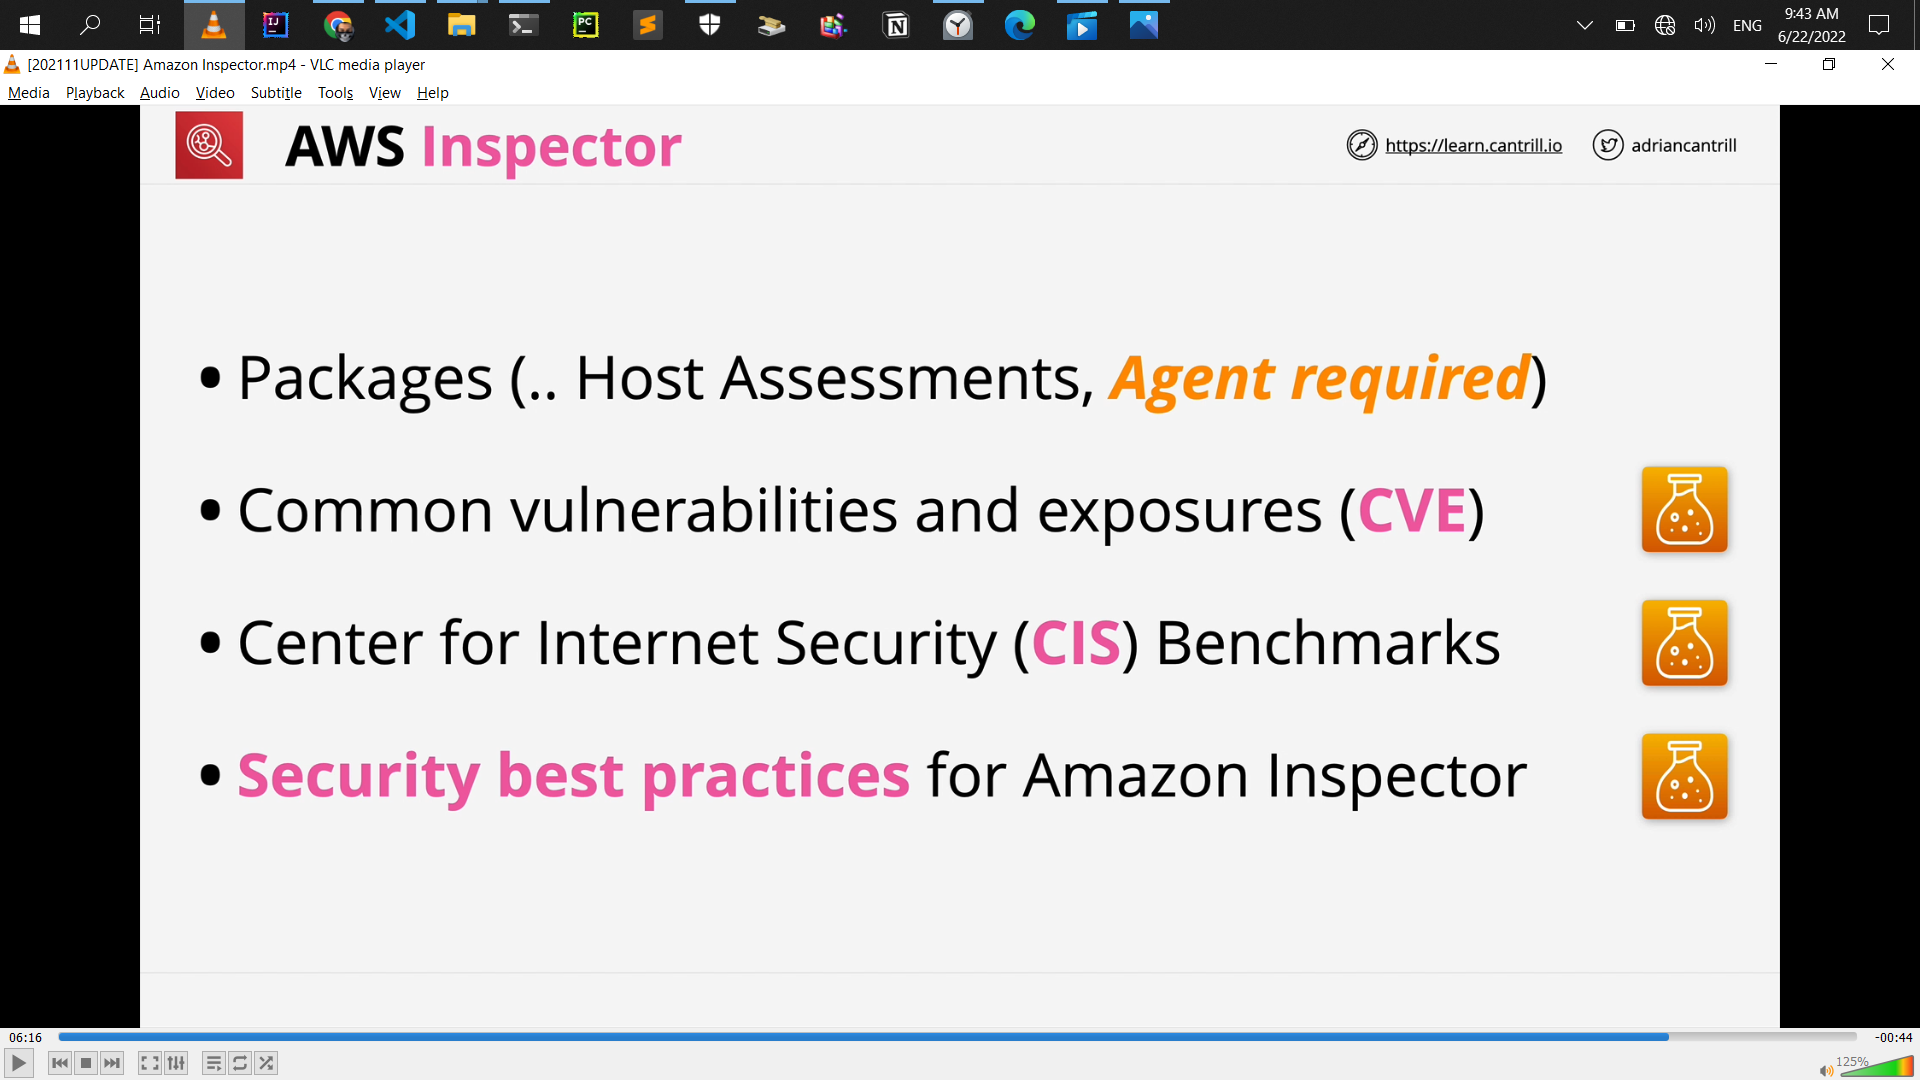 ENG
9:43 AM
6/22/2022
[202111UPDATE] Amazon Inspector.mp4 - VLC media player
Media Playback Audio Video Subtitle Tools View Help
AWS Inspector
https://learn.cantrill.io
adriancantrill
• Packages (.. Host Assessments, Agent required)
• Common vulnerabilities and exposures (CVE)
• Center for Internet Security (CIS) Benchmarks
• Security best practices for Amazon Inspector
06:16
-00:44
125%